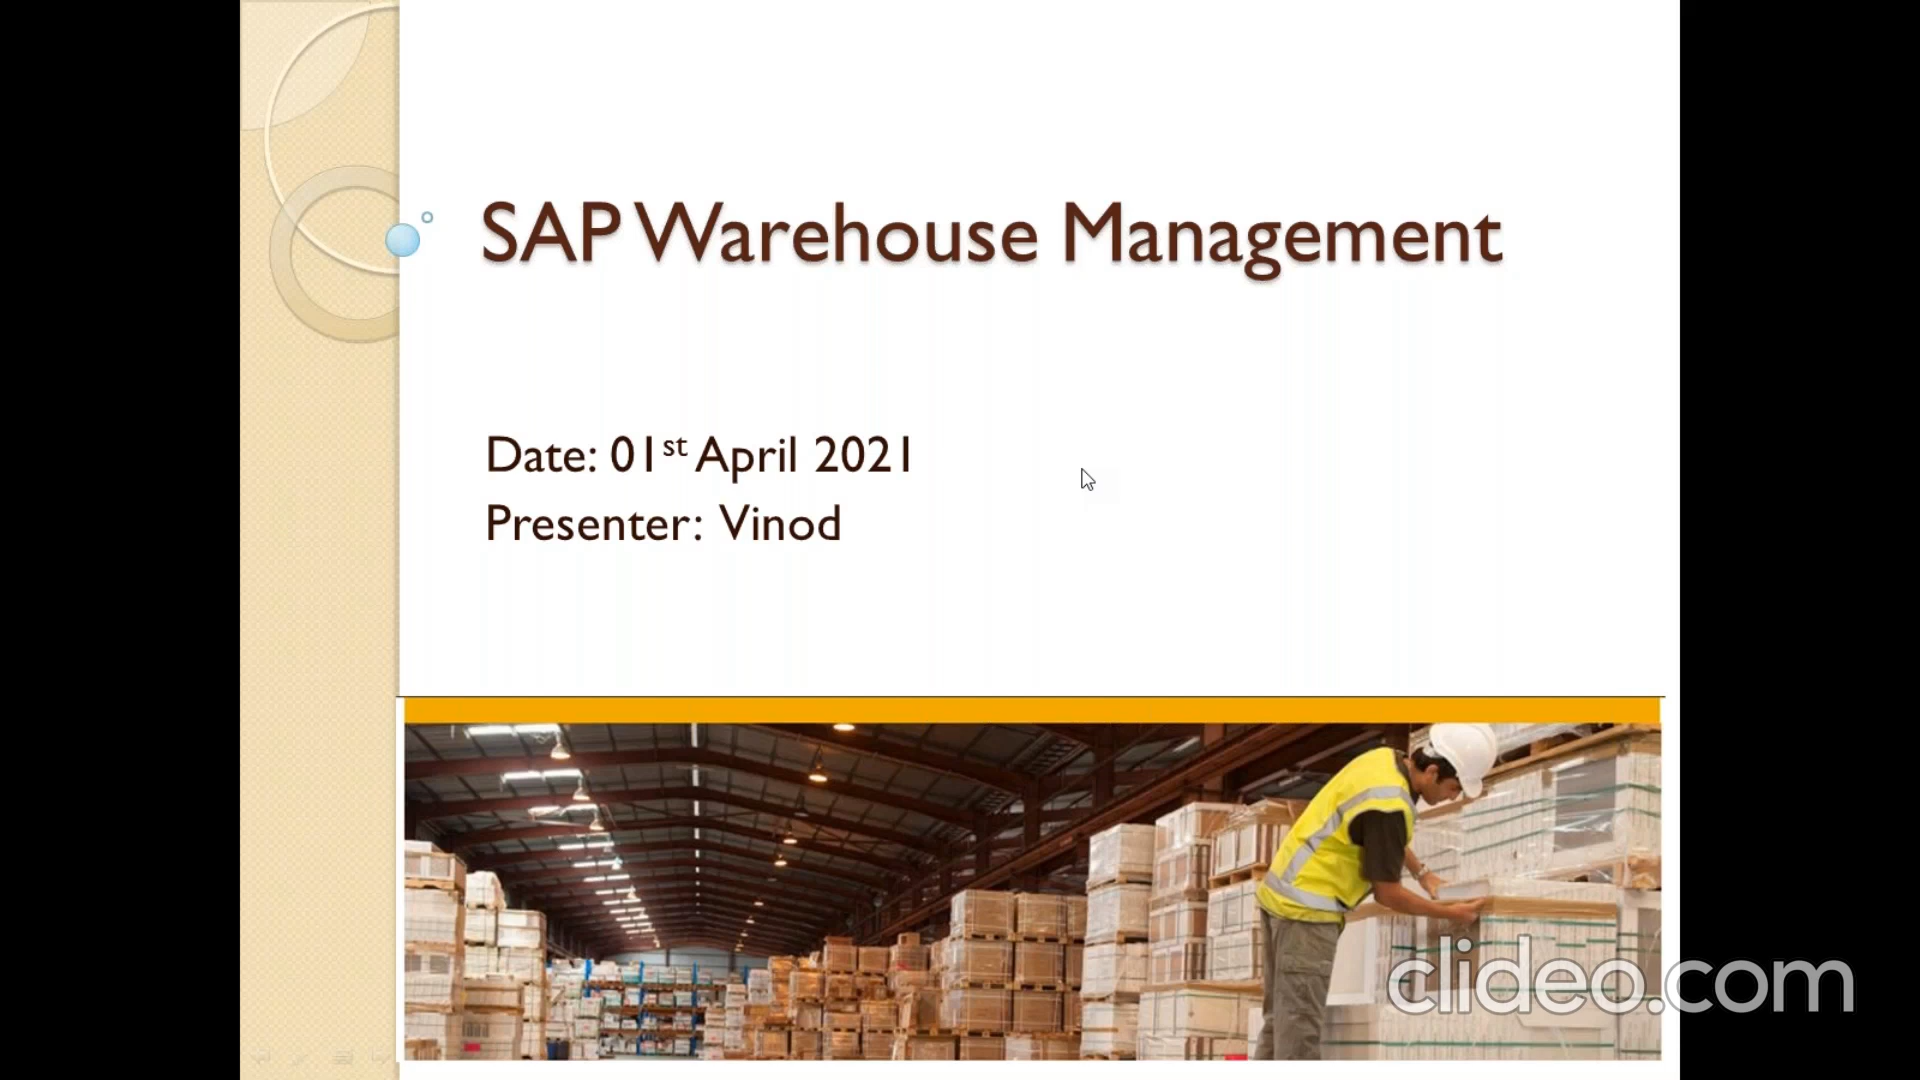 SAP Warehouse Management
Date: 01st April 2021
Presenter: Vinod
clideo.com